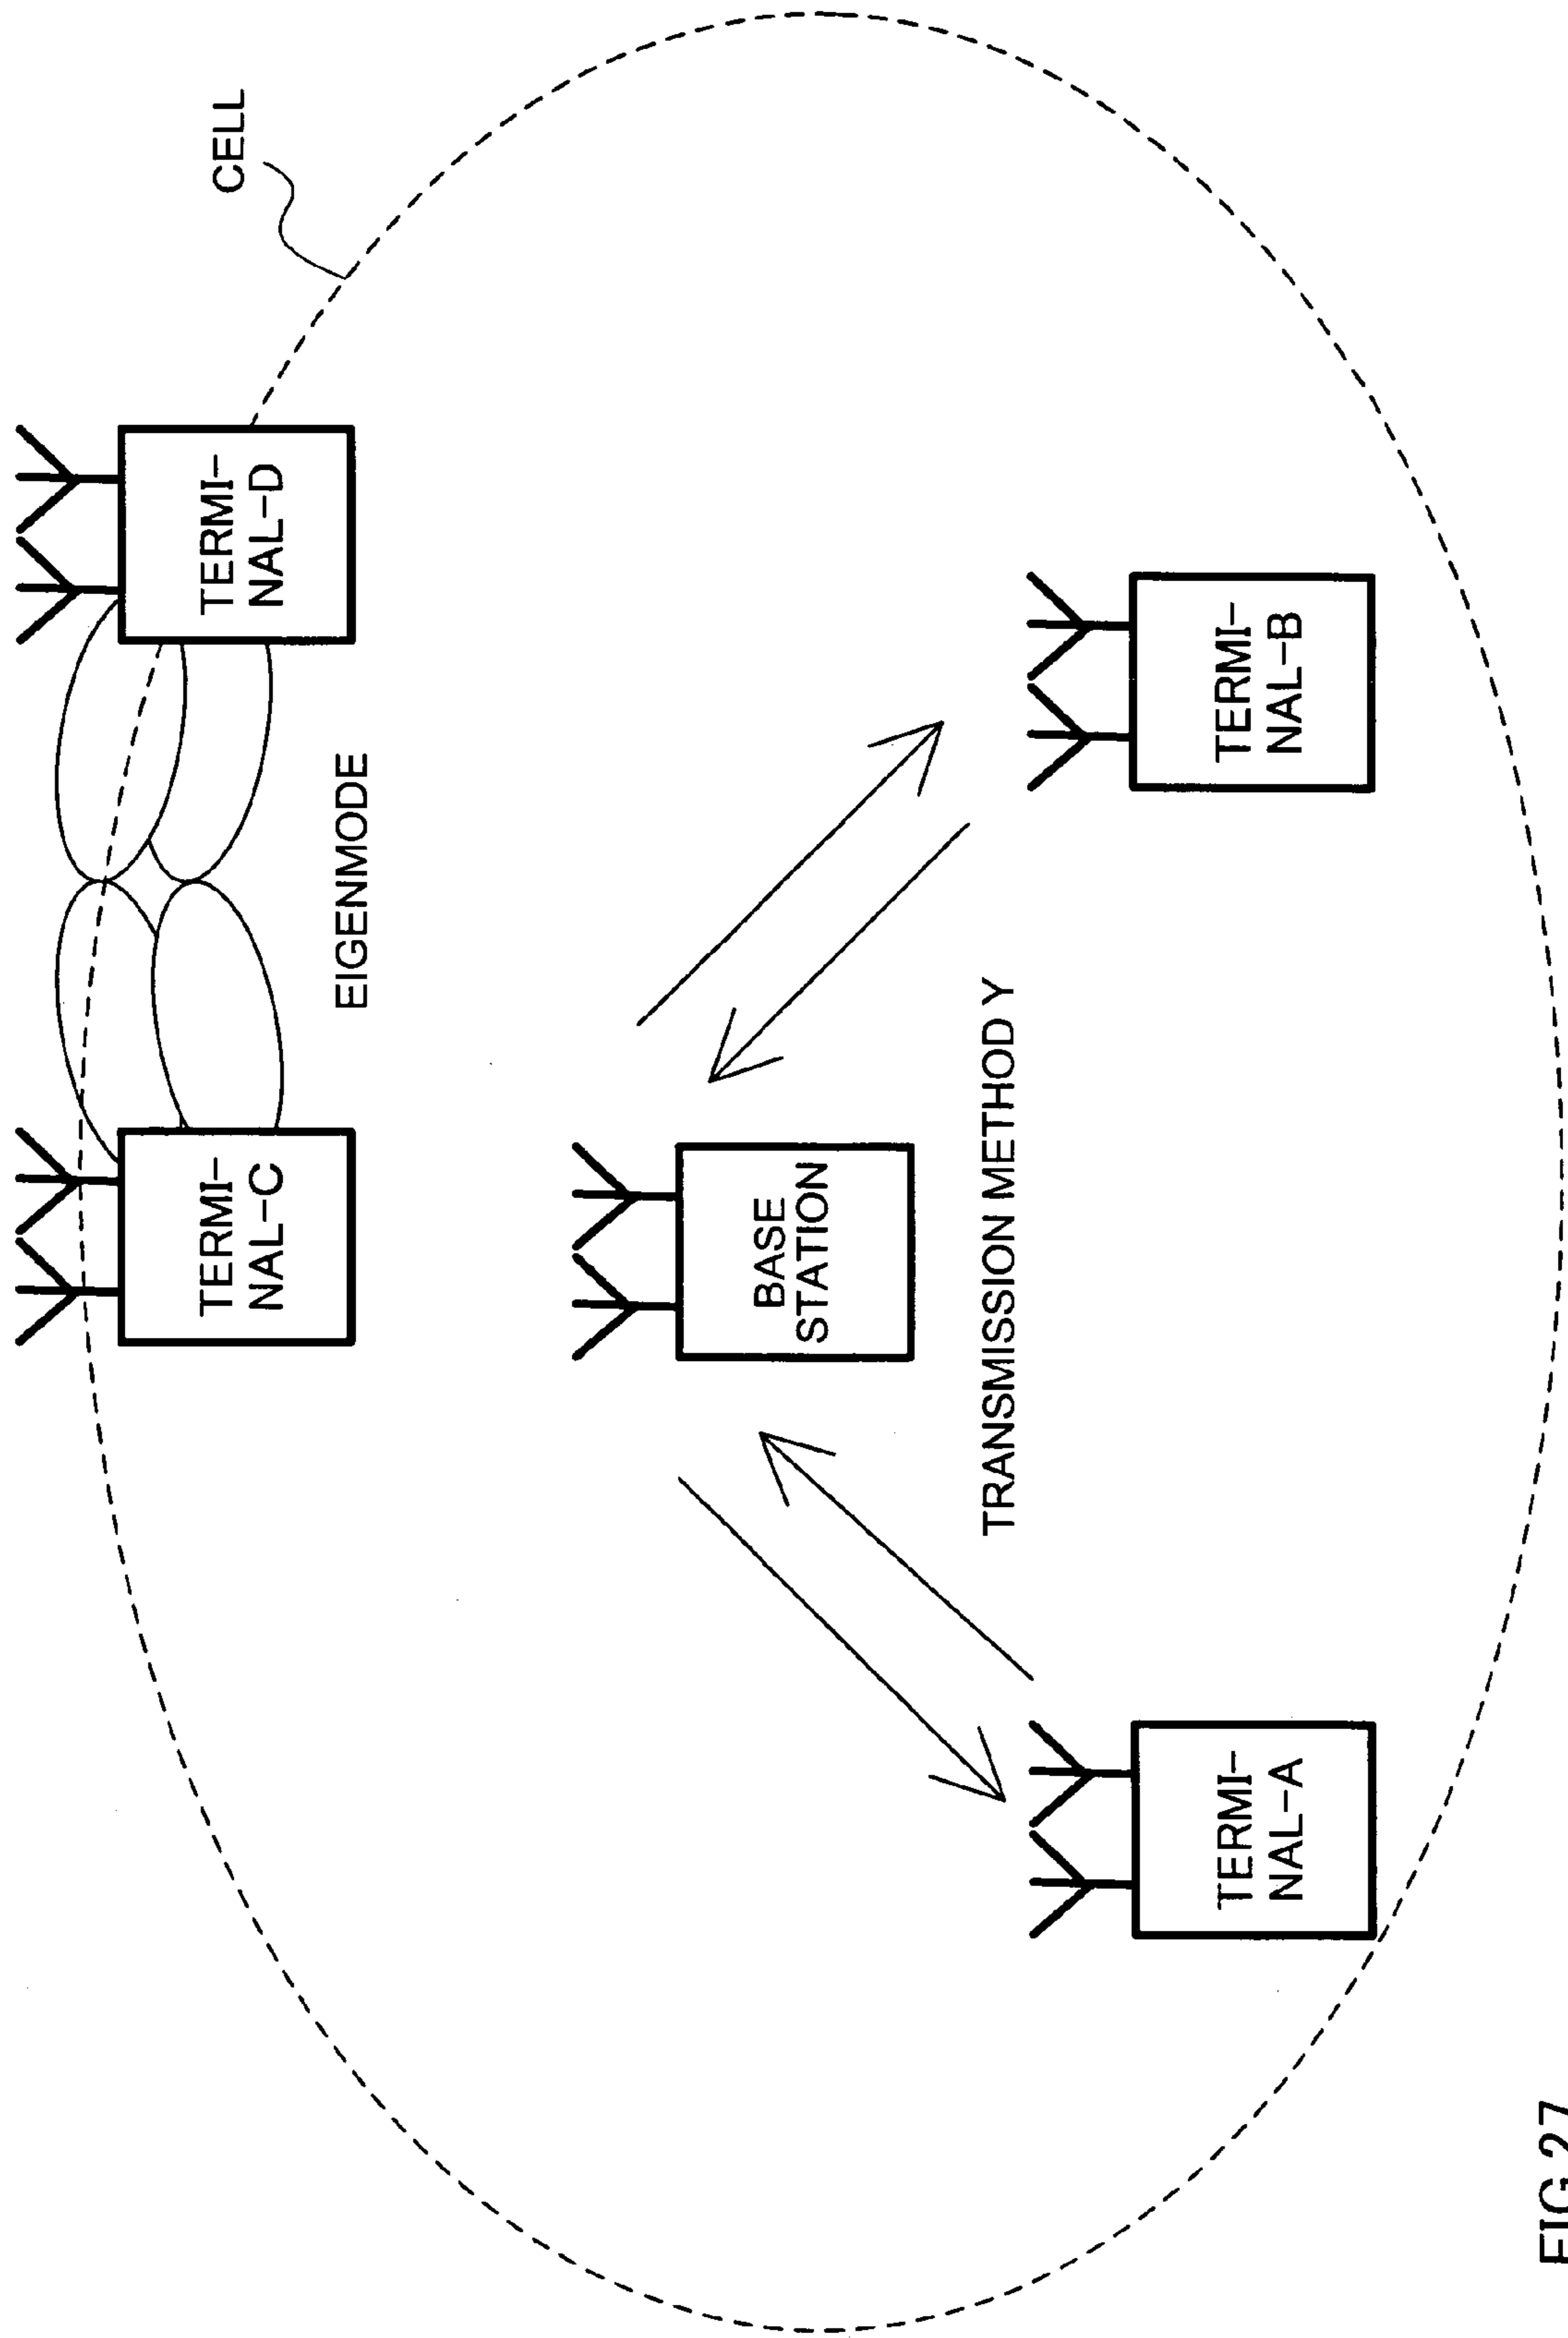 CELL
TERMI-
NAL-C
TERMI-
NAL-D
EIGENMODE
BASE
STATION
TRANSMISSION METHOD Y
TERMI-
NAL-A
TERMI-
NAL-B
FIG.27